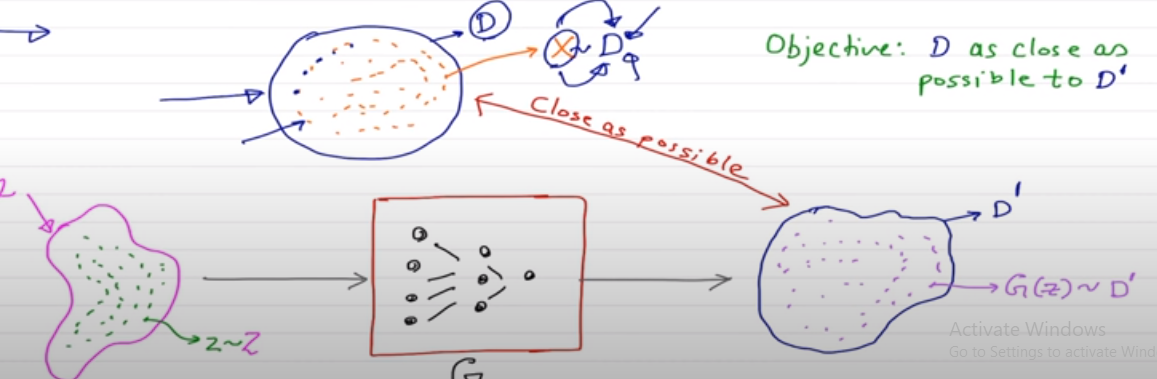 D
X ~ D
Objective: D as close as
possible to D'
Close as possible
Z
D'
G(z) ~ D'
z~Z
G
Activate Windows
Go to Settings to activate Wind